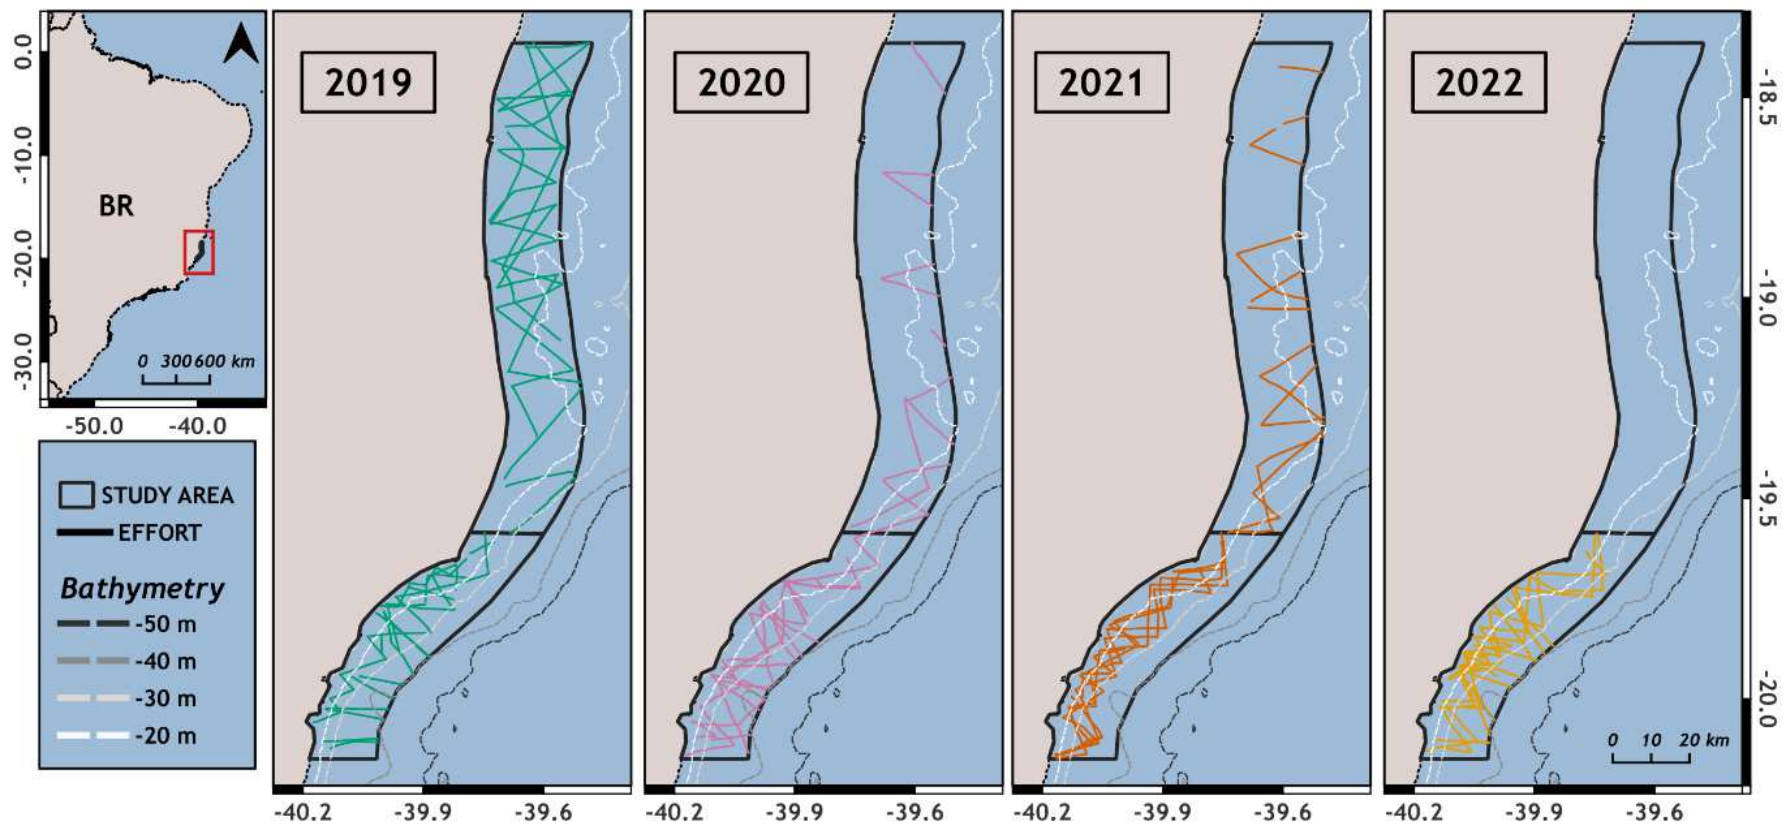 2019
2020
2021
2022
0.0
-10.0
-20.0
-30.0
BR
0 300 600 km
-50.0 -40.0
STUDY AREA
EFFORT
Bathymetry
-50 m
-40 m
-30 m
-20 m
-18.5
-19.0
-19.5
-20.0
0 10 20 km
-40.2 -39.9 -39.6
-40.2 -39.9 -39.6
-40.2 -39.9 -39.6
-40.2 -39.9 -39.6